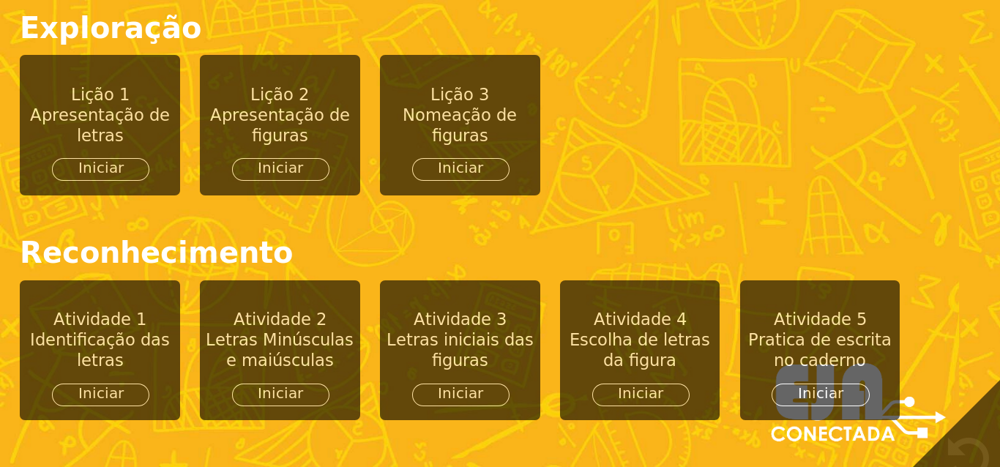 Exploração
Lição 1
Apresentação de
letras
Iniciar
Lição 2
Apresentação de
figuras
Iniciar
Lição 3
Nomeação de
figuras
Iniciar
Reconhecimento
Atividade 1
Identificação das
letras
Iniciar
Atividade 2
Letras Minúsculas
e maiúsculas
Iniciar
Atividade 3
Letras iniciais das
figuras
Iniciar
Atividade 4
Escolha de letras
da figura
Iniciar
Atividade 5
Pratica de escrita
no caderno
Iniciar
EJA
CONECTADA